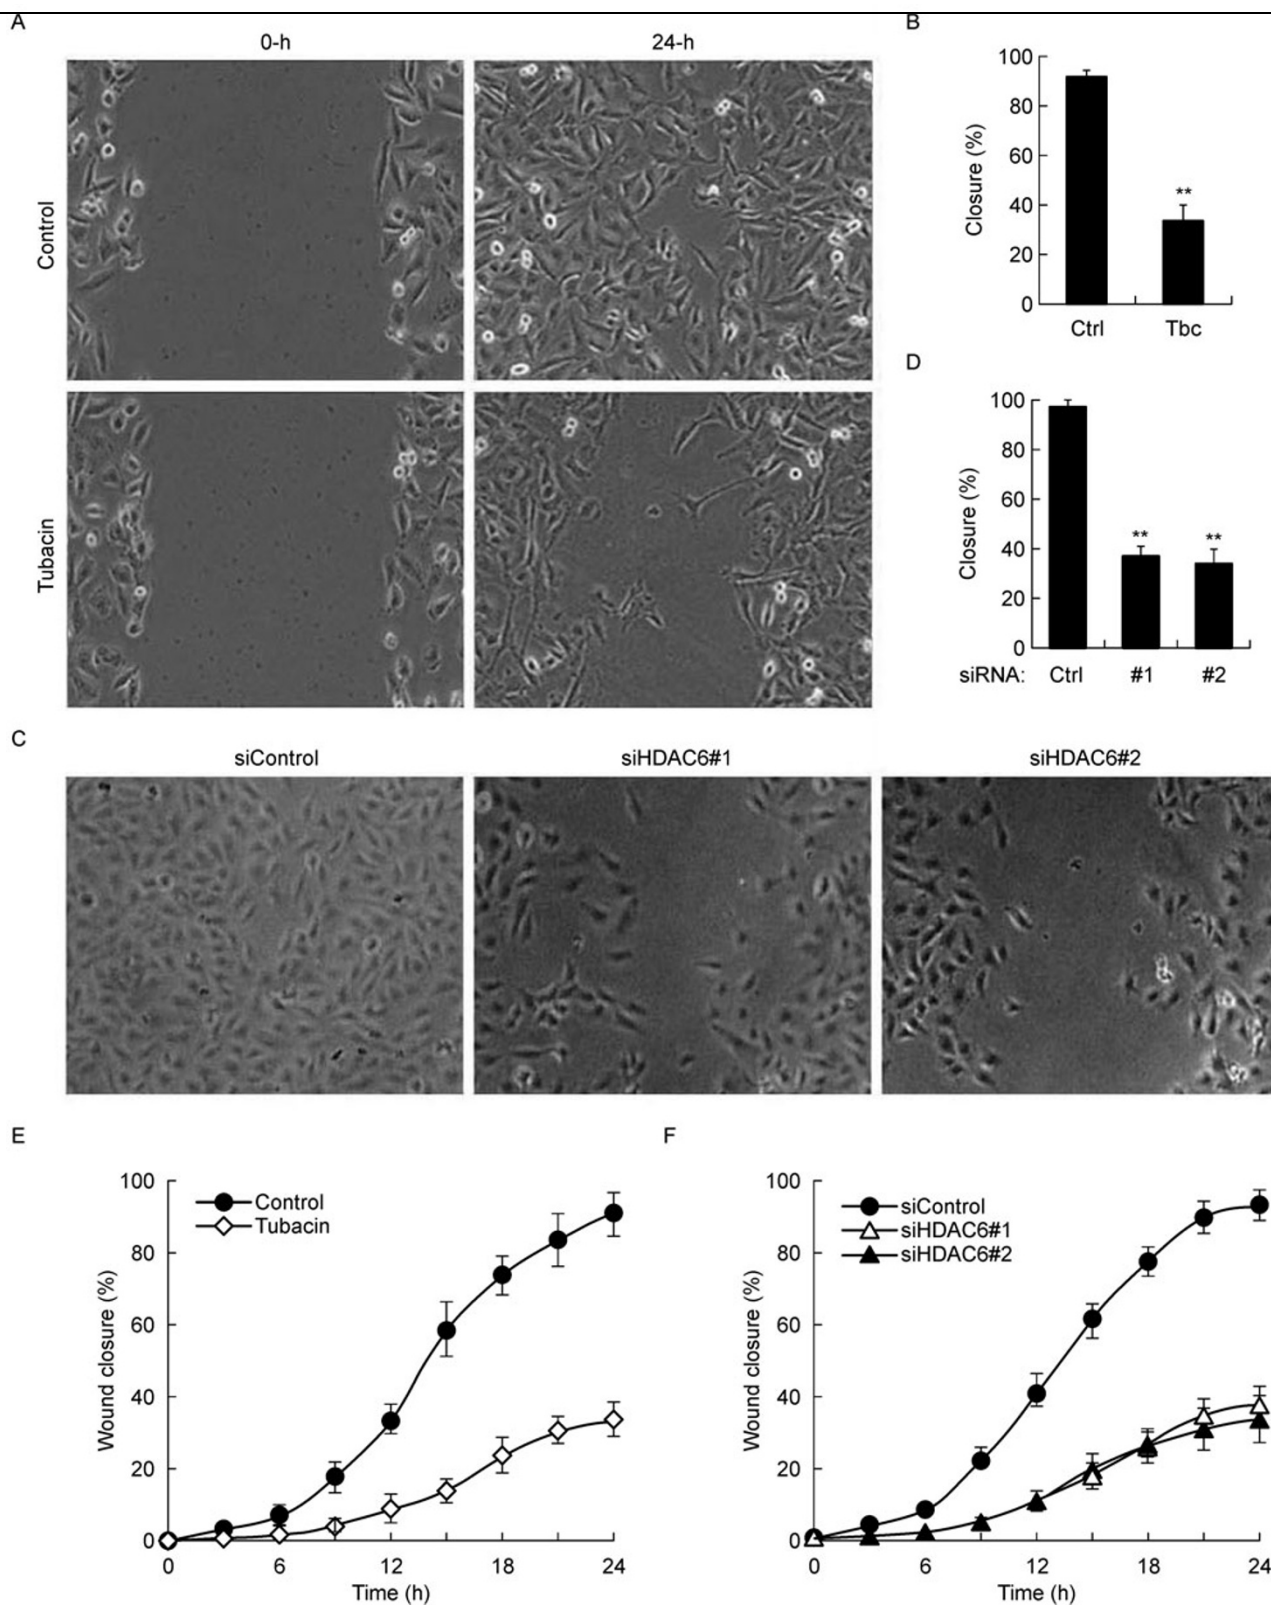 A
0-h
24-h
Control
Tubacin
B
100
80
60
40
20
0
Closure (%)
**
Ctrl
Tbc
D
100
80
60
40
20
0
Closure (%)
**
**
siRNA:
Ctrl
#1
#2
C
siControl
siHDAC6#1
siHDAC6#2
E
100
80
60
40
20
0
Wound closure (%)
Control
Tubacin
0
6
12
18
24
Time (h)
F
100
80
60
40
20
0
Wound closure (%)
siControl
siHDAC6#1
siHDAC6#2
0
6
12
18
24
Time (h)